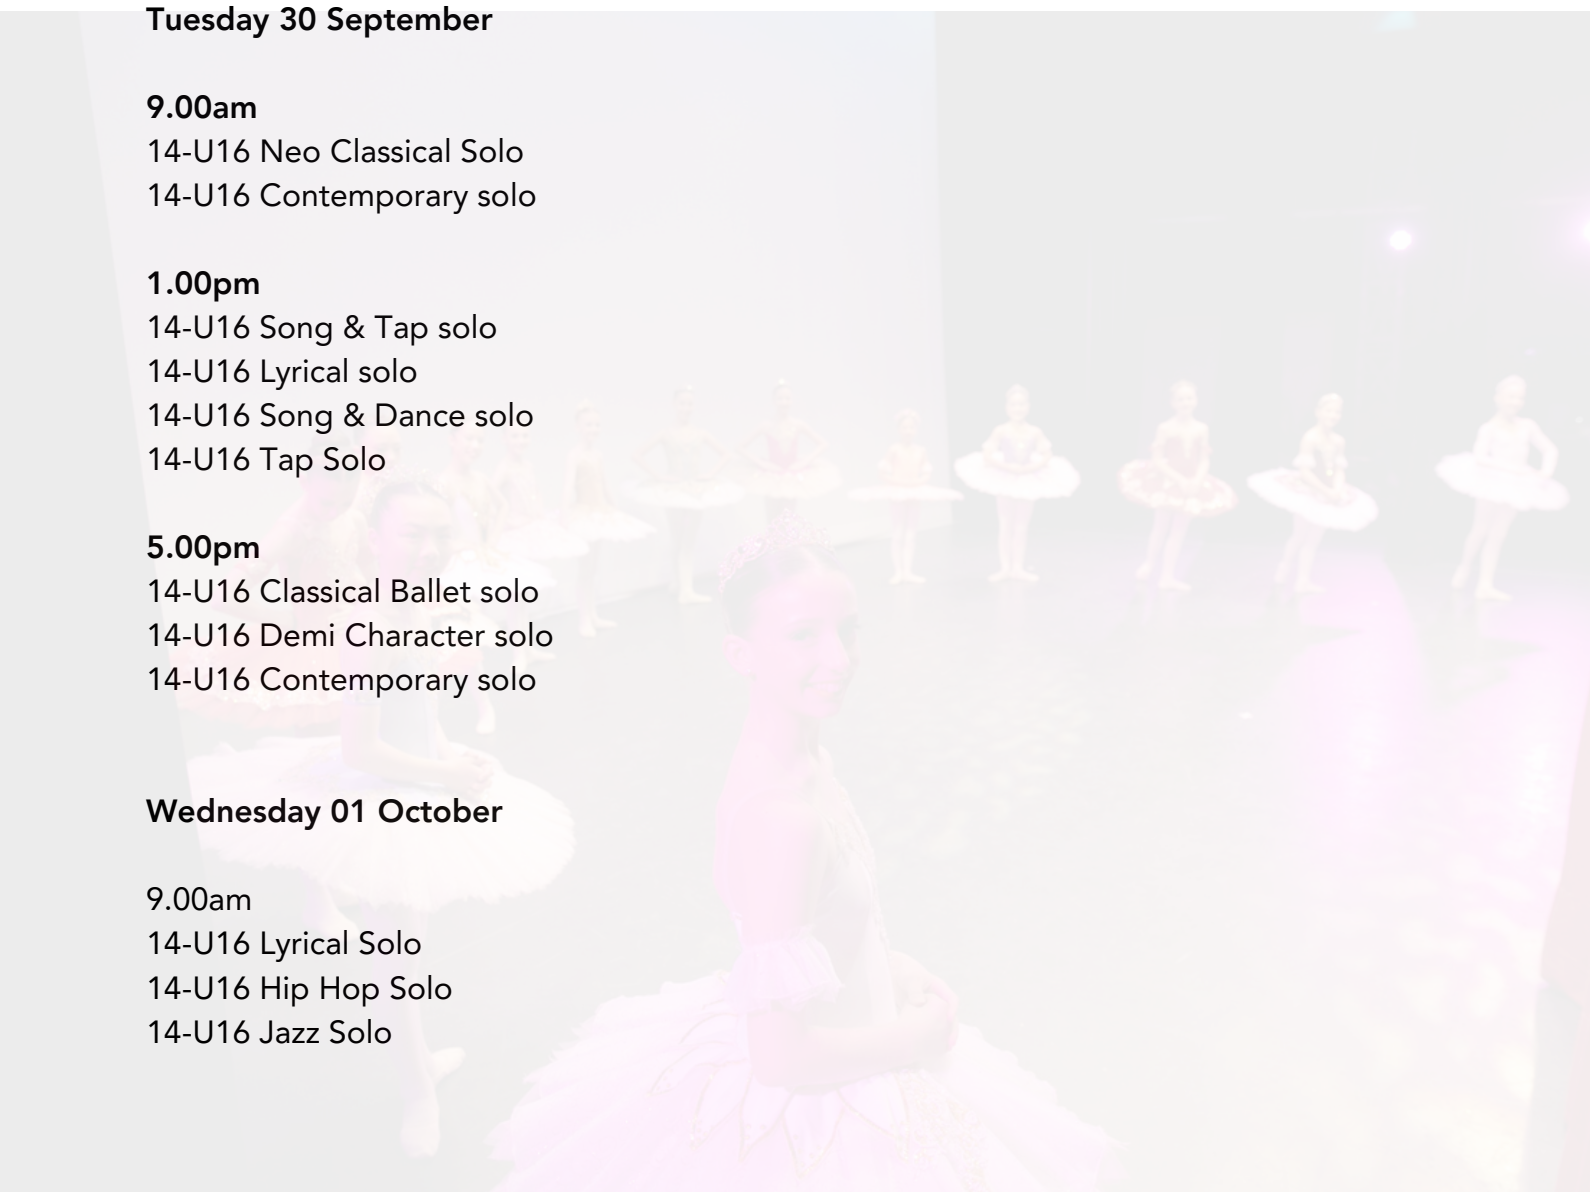 Tuesday 30 September
9.00am
14-U16 Neo Classical Solo
14-U16 Contemporary solo
1.00pm
14-U16 Song & Tap solo
14-U16 Lyrical solo
14-U16 Song & Dance solo
14-U16 Tap Solo
5.00pm
14-U16 Classical Ballet solo
14-U16 Demi Character solo
14-U16 Contemporary solo
Wednesday 01 October
9.00am
14-U16 Lyrical Solo
14-U16 Hip Hop Solo
14-U16 Jazz Solo